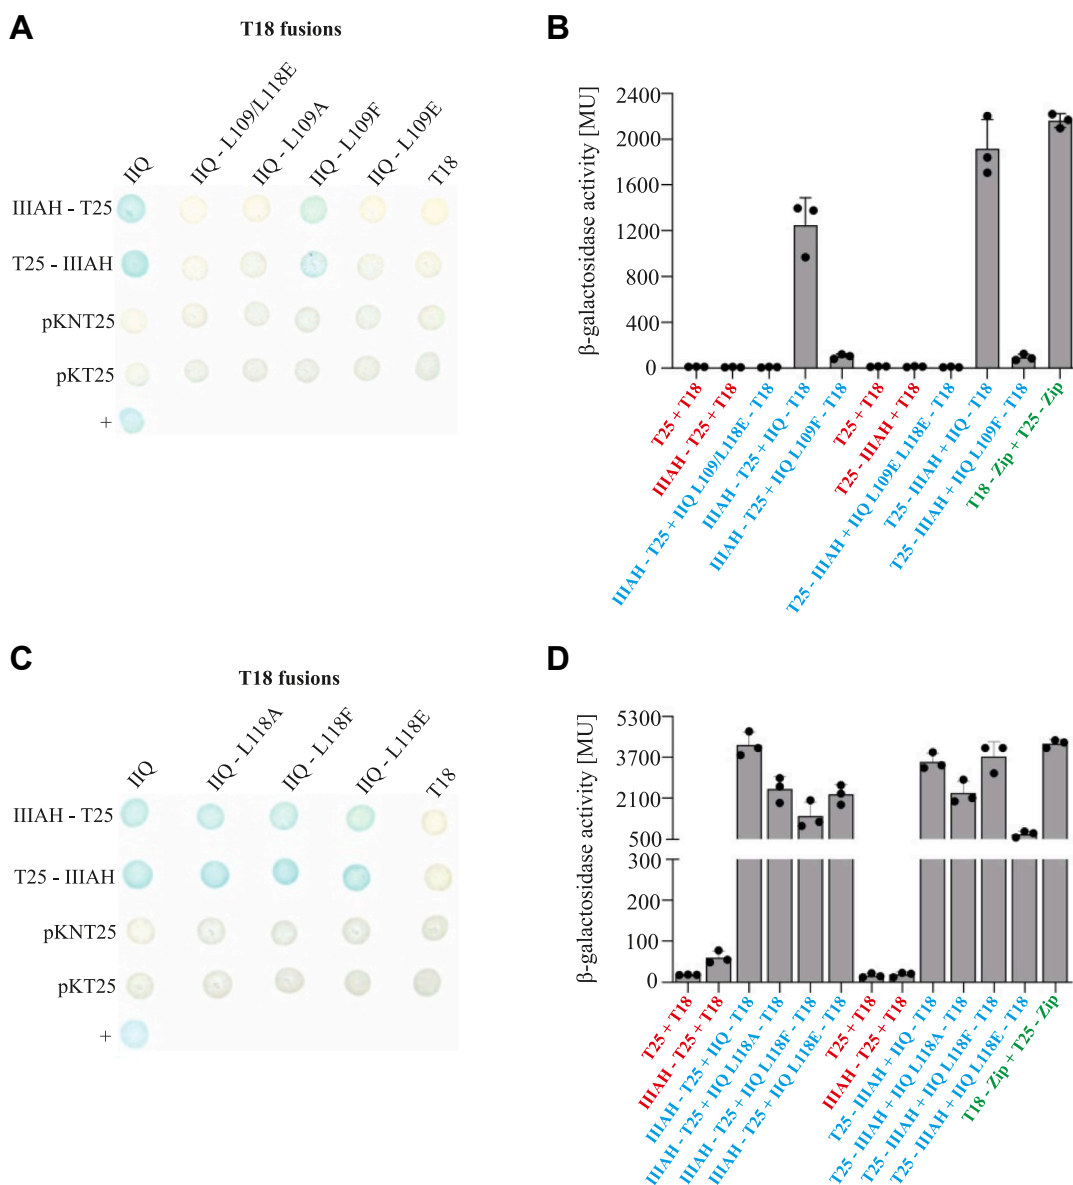 A
T18 fusions
IIQ
IIQ - L109/L118E
IIQ - L109A
IIQ - L109F
IIQ - L109E
T18
IIIAH - T25
T25 - IIIAH
pKNT25
pKT25
+
B
β-galactosidase activity [MU]
2400
2000
1600
1200
800
400
0
T25 + T18
IIIAH - T25 + T18
IIIAH - T25 + IIQ L109/L118E - T18
IIIAH - T25 + IIQ - T18
IIIAH - T25 + IIQ L109F - T18
T25 + T18
T25 - IIIAH + T18
T25 - IIIAH + IIQ L109E L118E - T18
T25 - IIIAH + IIQ - T18
T25 - IIIAH + IIQ L109F - T18
T18 - Zip + T25 - Zip
C
T18 fusions
IIQ
IIQ - L118A
IIQ - L118F
IIQ - L118E
T18
IIIAH - T25
T25 - IIIAH
pKNT25
pKT25
+
D
β-galactosidase activity [MU]
5300
3700
2100
500
300
200
100
0
T25 + T18
IIIAH - T25 + T18
IIIAH - T25 + IIQ - T18
IIIAH - T25 + IIQ L118A - T18
IIIAH - T25 + IIQ L118F - T18
IIIAH - T25 + IIQ L118E - T18
T25 + T18
IIIAH - T25 + T18
T25 - IIIAH + IIQ - T18
T25 - IIIAH + IIQ L118A - T18
T25 - IIIAH + IIQ L118F - T18
T25 - IIIAH + IIQ L118E - T18
T18 - Zip + T25 - Zip